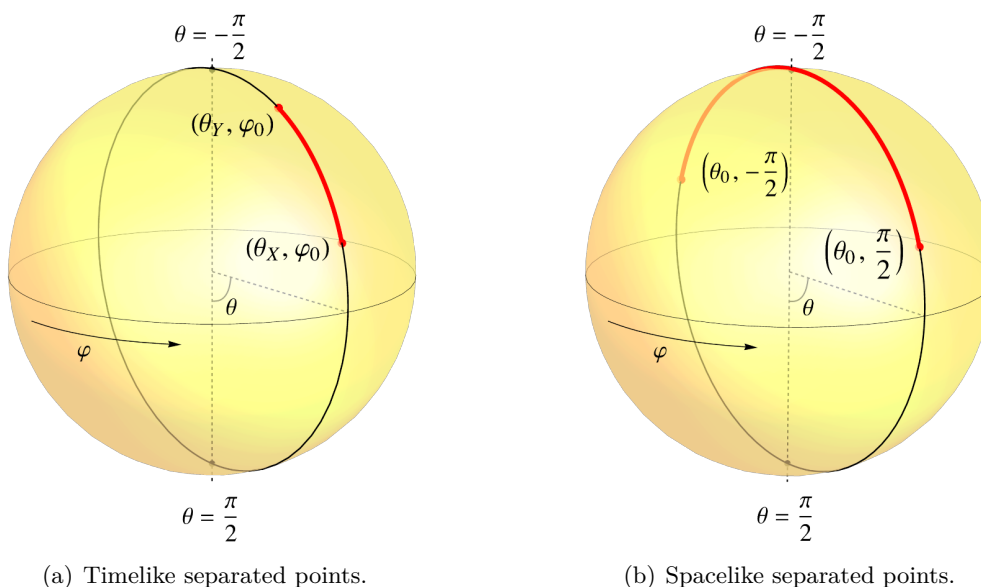 θ = −π/2
(θ_Y, φ_0)
(θ_X, φ_0)
θ
φ
θ = π/2
(a) Timelike separated points.
θ = −π/2
(θ_0, −π/2)
(θ_0, π/2)
θ
φ
θ = π/2
(b) Spacelike separated points.